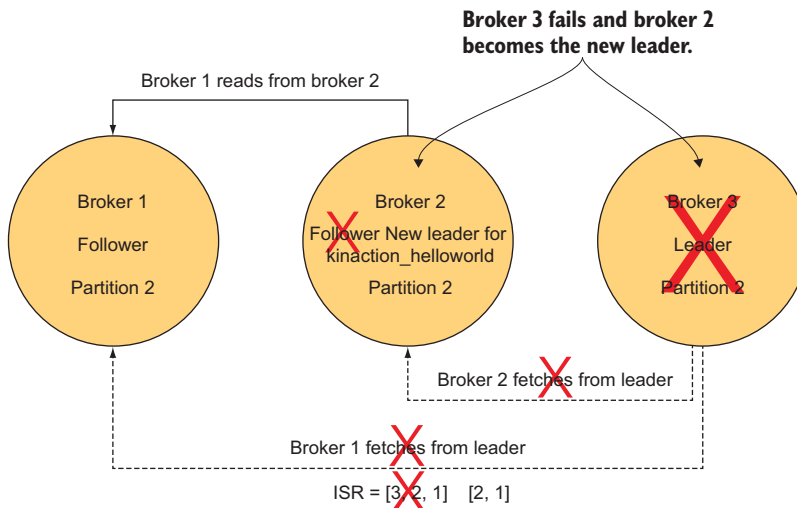 Broker 3 fails and broker 2
becomes the new leader.
Broker 1 reads from broker 2
Broker 1
Follower
Partition 2
Broker 2
Follower New leader for
kinaction_helloworld
Partition 2
Broker 3
Leader
Partition 2
Broker 2 fetches from leader
Broker 1 fetches from leader
ISR = [3, 2, 1] [2, 1]